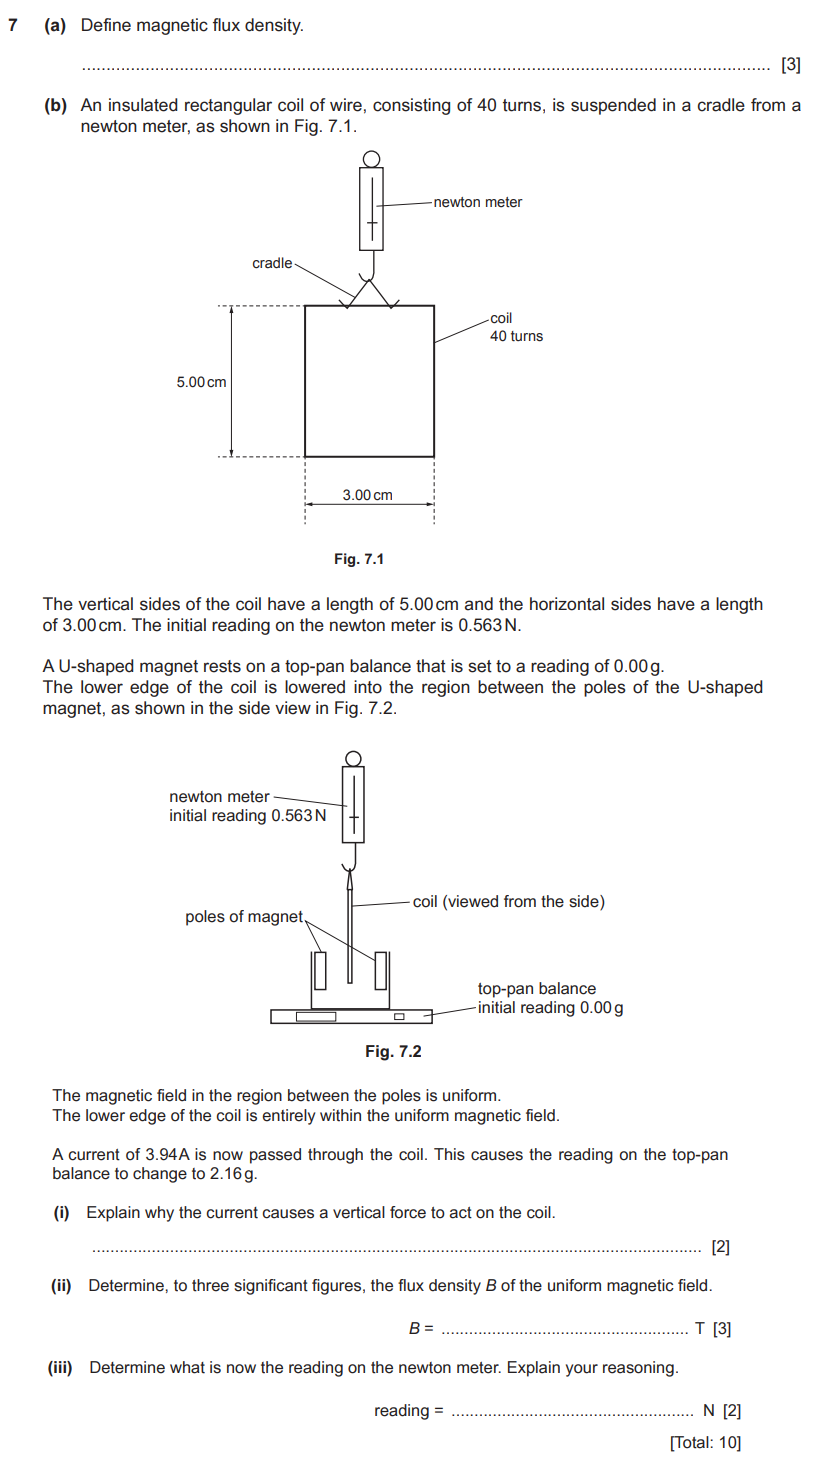 7 (a) Define magnetic flux density.
.......................................................................................................................................... [3]
(b) An insulated rectangular coil of wire, consisting of 40 turns, is suspended in a cradle from a
newton meter, as shown in Fig. 7.1.
newton meter
cradle
coil
40 turns
5.00 cm
3.00 cm
Fig. 7.1
The vertical sides of the coil have a length of 5.00 cm and the horizontal sides have a length
of 3.00 cm. The initial reading on the newton meter is 0.563 N.
A U-shaped magnet rests on a top-pan balance that is set to a reading of 0.00 g.
The lower edge of the coil is lowered into the region between the poles of the U-shaped
magnet, as shown in the side view in Fig. 7.2.
newton meter
initial reading 0.563 N
coil (viewed from the side)
poles of magnet
top-pan balance
initial reading 0.00 g
Fig. 7.2
The magnetic field in the region between the poles is uniform.
The lower edge of the coil is entirely within the uniform magnetic field.
A current of 3.94 A is now passed through the coil. This causes the reading on the top-pan
balance to change to 2.16 g.
(i) Explain why the current causes a vertical force to act on the coil.
.......................................................................................................................... [2]
(ii) Determine, to three significant figures, the flux density B of the uniform magnetic field.
B = ...................................................... T [3]
(iii) Determine what is now the reading on the newton meter. Explain your reasoning.
reading = ..................................................... N [2]
[Total: 10]